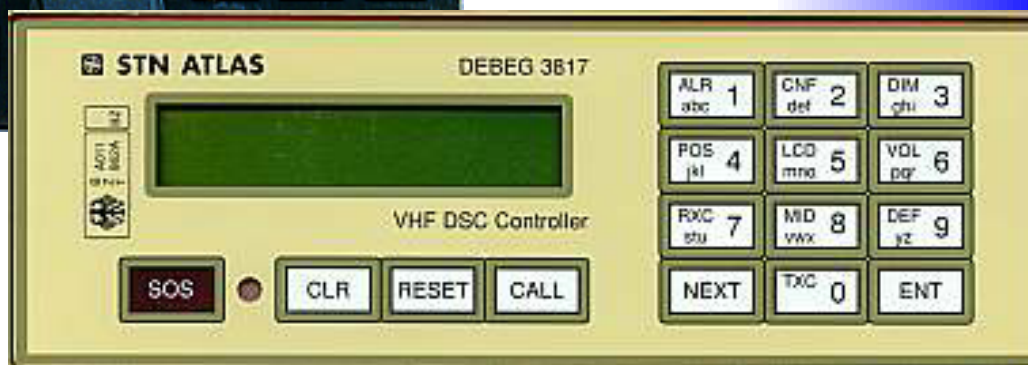 STN ATLAS
DEBEG 3817
VHF DSC Controller
SOS
CLR
RESET
CALL
ALR abc 1
CNF def 2
DIM ghi 3
POS jkl 4
LCD mno 5
VOL pqr 6
RXC stu 7
MID vwx 8
DEF yz 9
NEXT
TXC 0
ENT